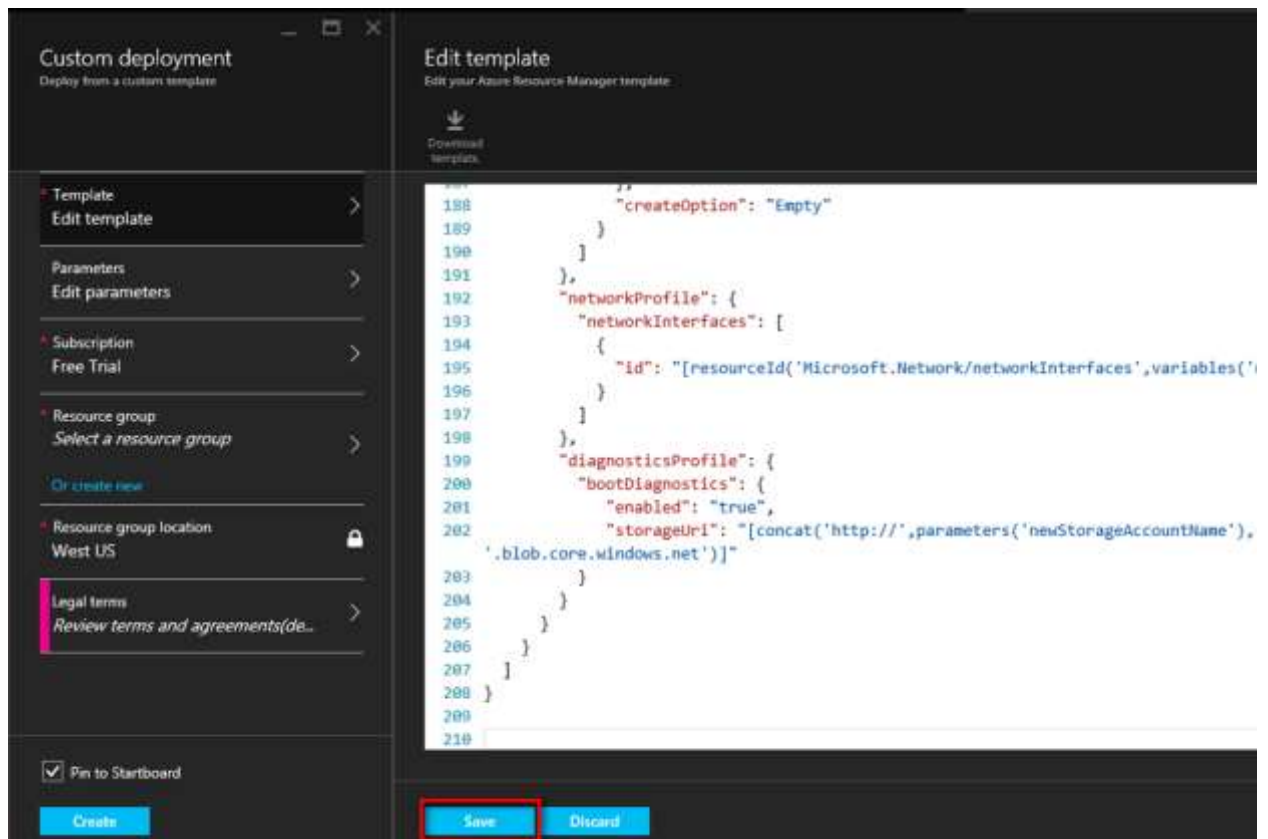 Custom deployment
Deploy from a custom template
* Template
Edit template
Parameters
Edit parameters
* Subscription
Free Trial
* Resource group
Select a resource group
Or create new
* Resource group location
West US
Legal terms
Review terms and agreements(de...
Pin to Startboard
Create
Edit template
Edit your Azure Resource Manager template
Download
template
188 "createOption": "Empty"
189 }
190 ]
191 },
192 "networkProfile": {
193 "networkInterfaces": [
194 {
195 "id": "[resourceId('Microsoft.Network/networkInterfaces',variables('
196 }
197 ]
198 },
199 "diagnosticsProfile": {
200 "bootDiagnostics": {
201 "enabled": "true",
202 "storageUri": "[concat('http://',parameters('newStorageAccountName'),
'.blob.core.windows.net')]"
203 }
204 }
205 }
206 }
207 ]
208 }
209
210
Save
Discard